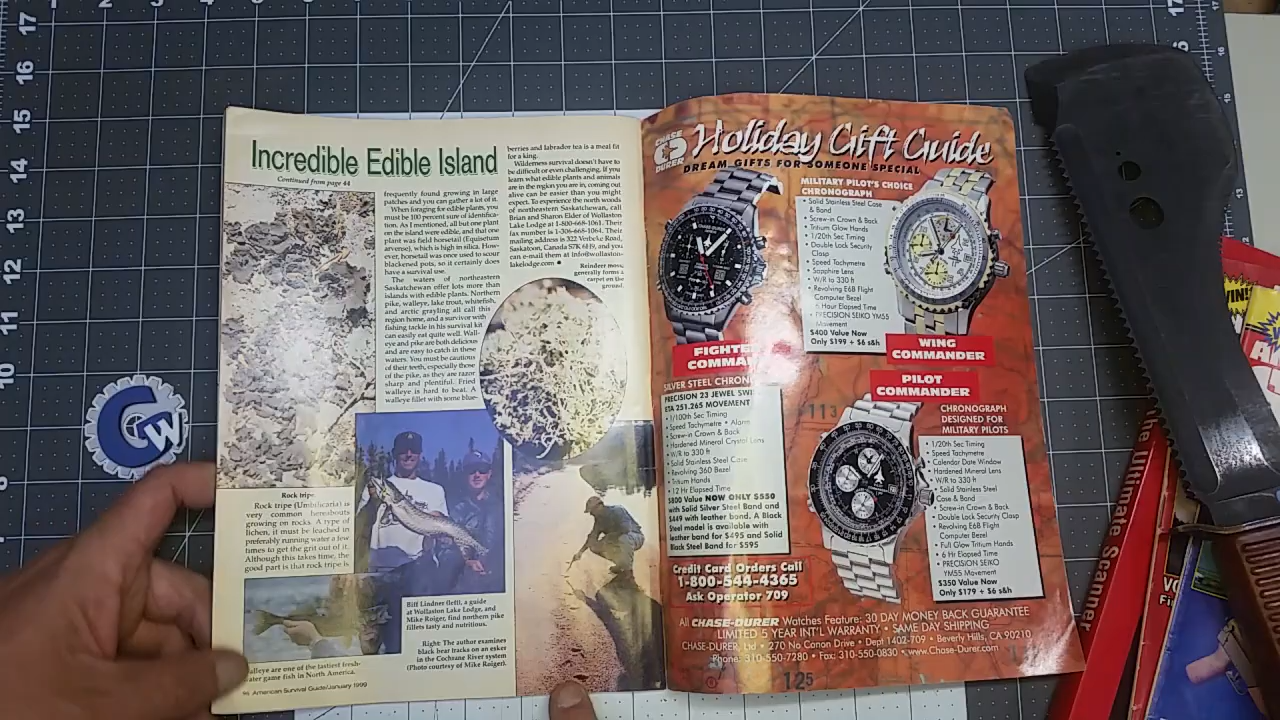 Incredible Edible Island
Continued from page 44
frequently found growing in large
patches and you can gather a lot of it.
When foraging for edible plants, you
must be 100 percent sure of identifica-
tion. As I mentioned, all but one plant
on the island were edible, and that one
plant was field horsetail (Equisetum
arvense), which is high in silica. How-
ever, horsetail was once used to scour
blackened pots, so it certainly does
have a survival use.
The waters of northeastern
Saskatchewan offer lots more than
islands with edible plants. Northern
pike, walleye, lake trout, whitefish,
and arctic grayling all call this
region home, and a survivor with
fishing tackle in his survival kit
can easily eat quite well. Wall-
eye and pike are both delicious
and are easy to catch in these
waters. You must be cautious
of their teeth, especially those
of the pike, as they are razor
sharp and plentiful. Fried
walleye is hard to beat. A
walleye fillet with some blue-
berries and labrador tea is a meal fit
for a king.
Wilderness survival doesn't have to
be difficult or even challenging. If you
learn what edible plants and animals
are in the region you are in, coming out
alive can be easier than you might
expect. To experience the north woods
of northeastern Saskatchewan, call
Brian and Sharon Elder of Wollaston
Lake Lodge at 1-800-668-1061. Their
fax number is 1-306-668-1064. Their
mailing address is 322 Verbeke Road,
Saskatoon, Canada S7K 6H9, and you
can e-mail them at info@wollaston-
lakelodge.com
Reindeer moss
generally forms a
carpet on the
ground.
Rock tripe.
Rock tripe (Umbilicaria) is
very common hereabouts
growing on rocks. A type of
lichen, it must be leached in
preferably running water a few
times to get the grit out of it.
Although this takes time, the
good part is that rock tripe is
Biff Lindner (left), a guide
at Wollaston Lake Lodge, and
Mike Roiger, find northern pike
fillets tasty and nutritious.
Right: The author examines
black bear tracks on an esker
in the Cochrane River system
(Photo courtesy of Mike Roiger).
Walleye are one of the tastiest fresh-
water game fish in North America.
American Survival Guide/January 1999
CHASE
DURER
Holiday Gift Guide
DREAM GIFTS FOR SOMEONE SPECIAL
MILITARY PILOT'S CHOICE
CHRONOGRAPH
• Solid Stainless Steel Case
& Band
• Screw-in Crown & Back
• Tritium Glow Hands
• 1/20th Sec Timing
• Double Lock Security
Clasp
• Speed Tachymetre
• Sapphire Lens
• W/R to 330 ft
• Revolving E6B Flight
Computer Bezel
• 6 Hour Elapsed Time
• PRECISION SEIKO YM55
Movement
$400 Value Now
Only $199 + $6 s&h
WING
COMMANDER
FIGHTER
COMMANDER
SILVER STEEL CHRONO
PRECISION 23 JEWEL SWI
ETA 251.265 MOVEMENT
• 1/100th Sec Timing
• Speed Tachymetre • Alarm
• Screw-in Crown & Back
• Hardened Mineral Crystal Lens
• W/R to 330 ft
• Solid Stainless Steel Case
• Revolving 360 Bezel
• Tritium Hands
• 12 Hr Elapsed Time
$800 Value NOW ONLY $550
with Solid Silver Steel Band and
$449 with leather band. A Black
Steel model is available with
leather band for $495 and Solid
Black Steel Band for $595
PILOT
COMMANDER
CHRONOGRAPH
DESIGNED FOR
MILITARY PILOTS
• 1/20th Sec Timing
• Speed Tachymetre
• Calendar Date Window
• Hardened Mineral Lens
• W/R to 330 ft
• Solid Stainless Steel
Case & Band
• Screw-in Crown & Back
• Double Lock Security Clasp
• Revolving E6B Flight
Computer Bezel
• Full Glow Tritium Hands
• 6 Hr Elapsed Time
• PRECISION SEIKO
YM55 Movement
$350 Value Now
Only $179 + $6 s&h
113
Credit Card Orders Call
1-800-544-4365
Ask Operator 709
All CHASE-DURER Watches Feature: 30 DAY MONEY BACK GUARANTEE
LIMITED 5 YEAR INT'L WARRANTY • SAME DAY SHIPPING
CHASE-DURER, Ltd • 270 No Canon Drive • Dept 1402-709 • Beverly Hills, CA 90210
Phone: 310-550-7280 • Fax: 310-550-0830 • www.Chase-Durer.com
125
CW
the Ultimate Scanner
17
16
15
14
13
12
11
10